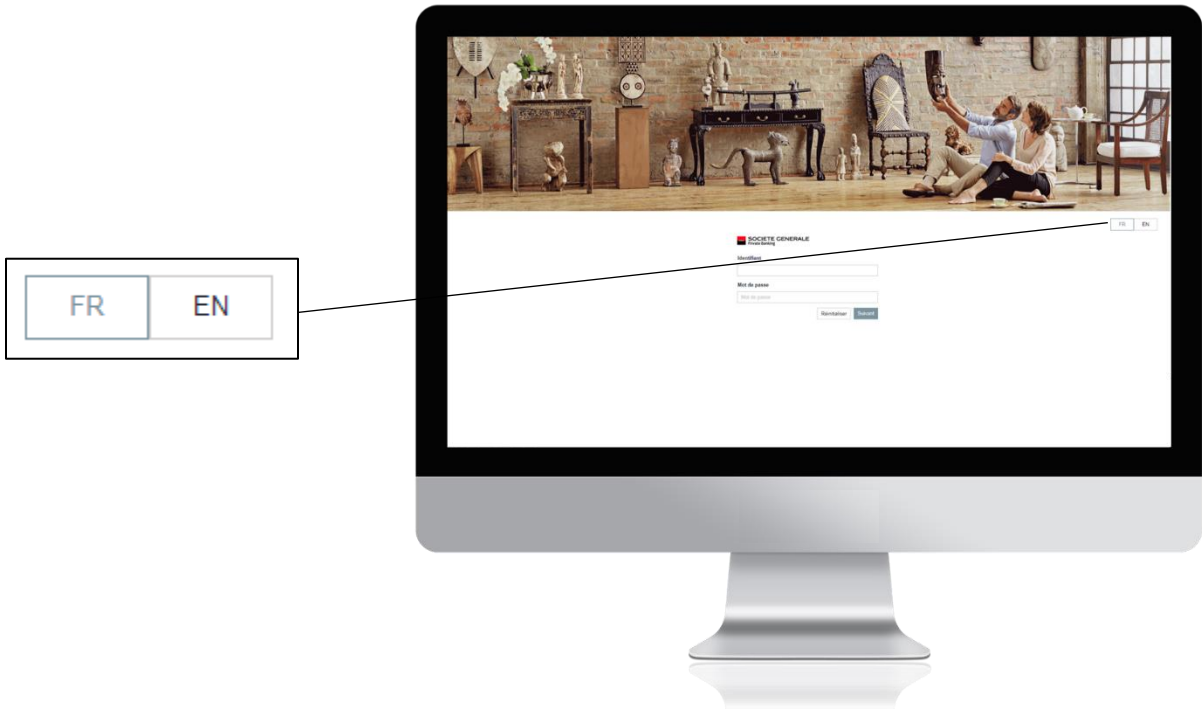 FR EN
FR EN
SOCIETE GENERALE
Private Banking
Identifiant
Mot de passe
Mot de passe
Réinitialiser Suivant